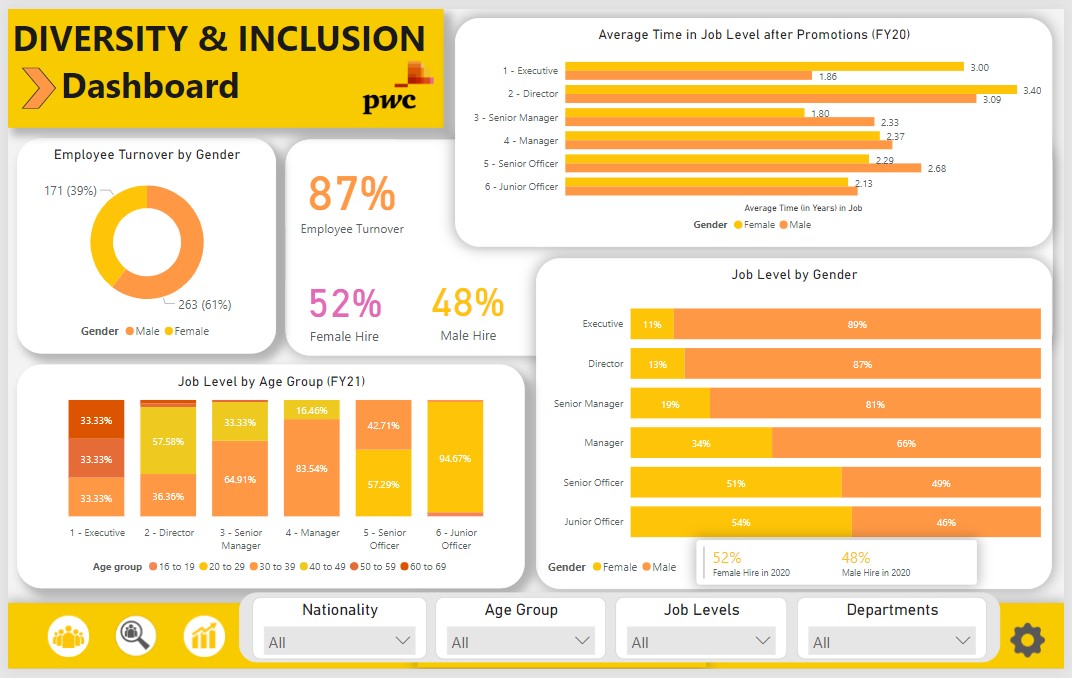 DIVERSITY & INCLUSION
Dashboard
pwc
Average Time in Job Level after Promotions (FY20)
1 - Executive
3.00
1.86
2 - Director
3.40
3.09
3 - Senior Manager
1.80
2.33
4 - Manager
2.37
5 - Senior Officer
2.29
2.68
6 - Junior Officer
2.13
Average Time (in Years) in Job
Gender Female Male
Employee Turnover by Gender
171 (39%)
263 (61%)
Gender Male Female
87%
Employee Turnover
52%
Female Hire
48%
Male Hire
Job Level by Gender
Executive 11% 89%
Director 13% 87%
Senior Manager 19% 81%
Manager 34% 66%
Senior Officer 51% 49%
Junior Officer 54% 46%
Gender Female Male
52%
Female Hire in 2020
48%
Male Hire in 2020
Job Level by Age Group (FY21)
33.33%
33.33%
33.33%
57.58%
36.36%
33.33%
64.91%
16.46%
83.54%
42.71%
57.29%
94.67%
1 - Executive
2 - Director
3 - Senior
Manager
4 - Manager
5 - Senior
Officer
6 - Junior
Officer
Age group 16 to 19 20 to 29 30 to 39 40 to 49 50 to 59 60 to 69
Nationality
All
Age Group
All
Job Levels
All
Departments
All